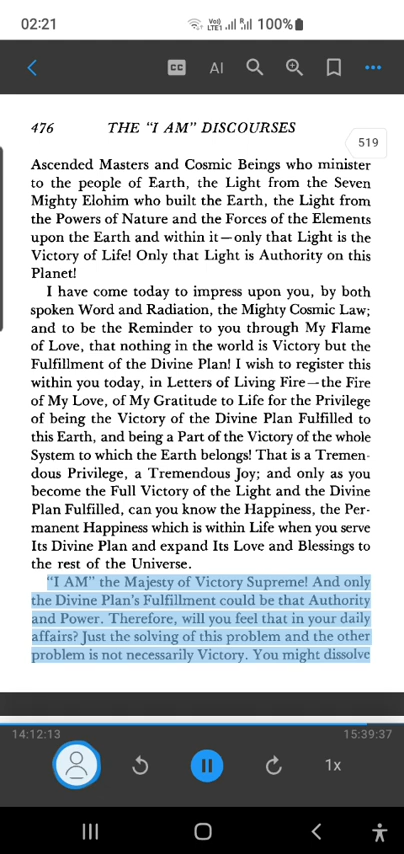 02:21
Vo) LTE1 R 100%
CC AI
476 THE “I AM” DISCOURSES
519
Ascended Masters and Cosmic Beings who minister
to the people of Earth, the Light from the Seven
Mighty Elohim who built the Earth, the Light from
the Powers of Nature and the Forces of the Elements
upon the Earth and within it—only that Light is the
Victory of Life! Only that Light is Authority on this
Planet!
I have come today to impress upon you, by both
spoken Word and Radiation, the Mighty Cosmic Law;
and to be the Reminder to you through My Flame
of Love, that nothing in the world is Victory but the
Fulfillment of the Divine Plan! I wish to register this
within you today, in Letters of Living Fire—the Fire
of My Love, of My Gratitude to Life for the Privilege
of being the Victory of the Divine Plan Fulfilled to
this Earth, and being a Part of the Victory of the whole
System to which the Earth belongs! That is a Tremen-
dous Privilege, a Tremendous Joy; and only as you
become the Full Victory of the Light and the Divine
Plan Fulfilled, can you know the Happiness, the Per-
manent Happiness which is within Life when you serve
Its Divine Plan and expand Its Love and Blessings to
the rest of the Universe.
“I AM” the Majesty of Victory Supreme! And only
the Divine Plan’s Fulfillment could be that Authority
and Power. Therefore, will you feel that in your daily
affairs? Just the solving of this problem and the other
problem is not necessarily Victory. You might dissolve
14:12:13 15:39:37
1x